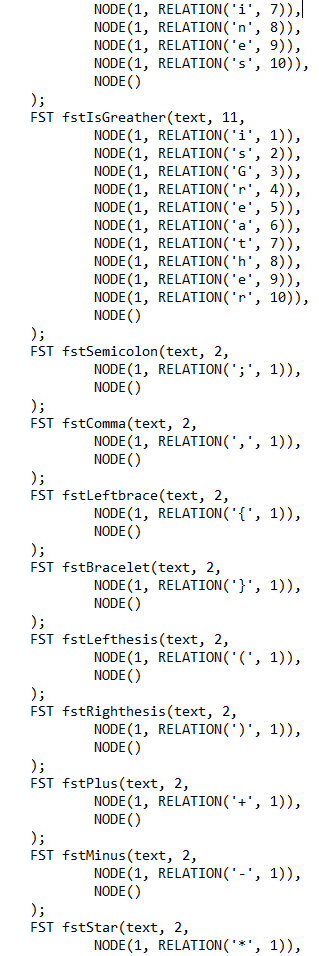 NODE(1, RELATION('i', 7)),
NODE(1, RELATION('n', 8)),
NODE(1, RELATION('e', 9)),
NODE(1, RELATION('s', 10)),
NODE()
);
FST fstIsGreather(text, 11,
NODE(1, RELATION('i', 1)),
NODE(1, RELATION('s', 2)),
NODE(1, RELATION('G', 3)),
NODE(1, RELATION('r', 4)),
NODE(1, RELATION('e', 5)),
NODE(1, RELATION('a', 6)),
NODE(1, RELATION('t', 7)),
NODE(1, RELATION('h', 8)),
NODE(1, RELATION('e', 9)),
NODE(1, RELATION('r', 10)),
NODE()
);
FST fstSemicolon(text, 2,
NODE(1, RELATION(';', 1)),
NODE()
);
FST fstComma(text, 2,
NODE(1, RELATION(',', 1)),
NODE()
);
FST fstLeftbrace(text, 2,
NODE(1, RELATION('{', 1)),
NODE()
);
FST fstBracelet(text, 2,
NODE(1, RELATION('}', 1)),
NODE()
);
FST fstLefthesis(text, 2,
NODE(1, RELATION('(', 1)),
NODE()
);
FST fstRighthesis(text, 2,
NODE(1, RELATION(')', 1)),
NODE()
);
FST fstPlus(text, 2,
NODE(1, RELATION('+', 1)),
NODE()
);
FST fstMinus(text, 2,
NODE(1, RELATION('-', 1)),
NODE()
);
FST fstStar(text, 2,
NODE(1, RELATION('*', 1)),